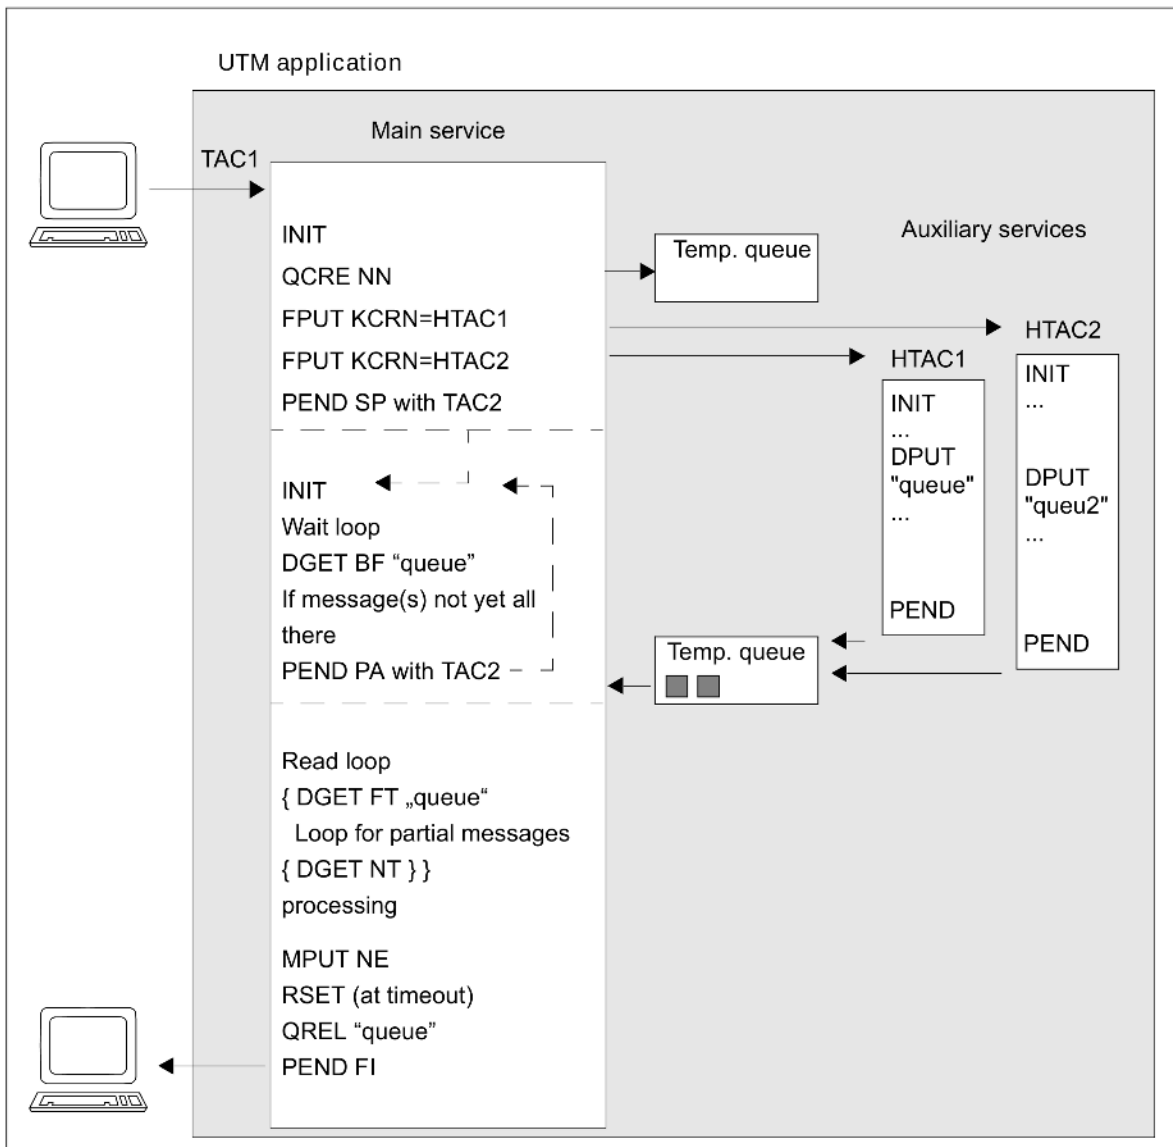 UTM application
Main service
TAC1
INIT
QCRE NN
FPUT KCRN=HTAC1
FPUT KCRN=HTAC2
PEND SP with TAC2
INIT
Wait loop
DGET BF “queue”
If message(s) not yet all
there
PEND PA with TAC2
Read loop
{ DGET FT „queue“
Loop for partial messages
{ DGET NT } }
processing
MPUT NE
RSET (at timeout)
QREL “queue”
PEND FI
Temp. queue
Auxiliary services
HTAC1
INIT
...
DPUT
"queue"
...
PEND
HTAC2
INIT
...
DPUT
"queu2"
...
PEND
Temp. queue